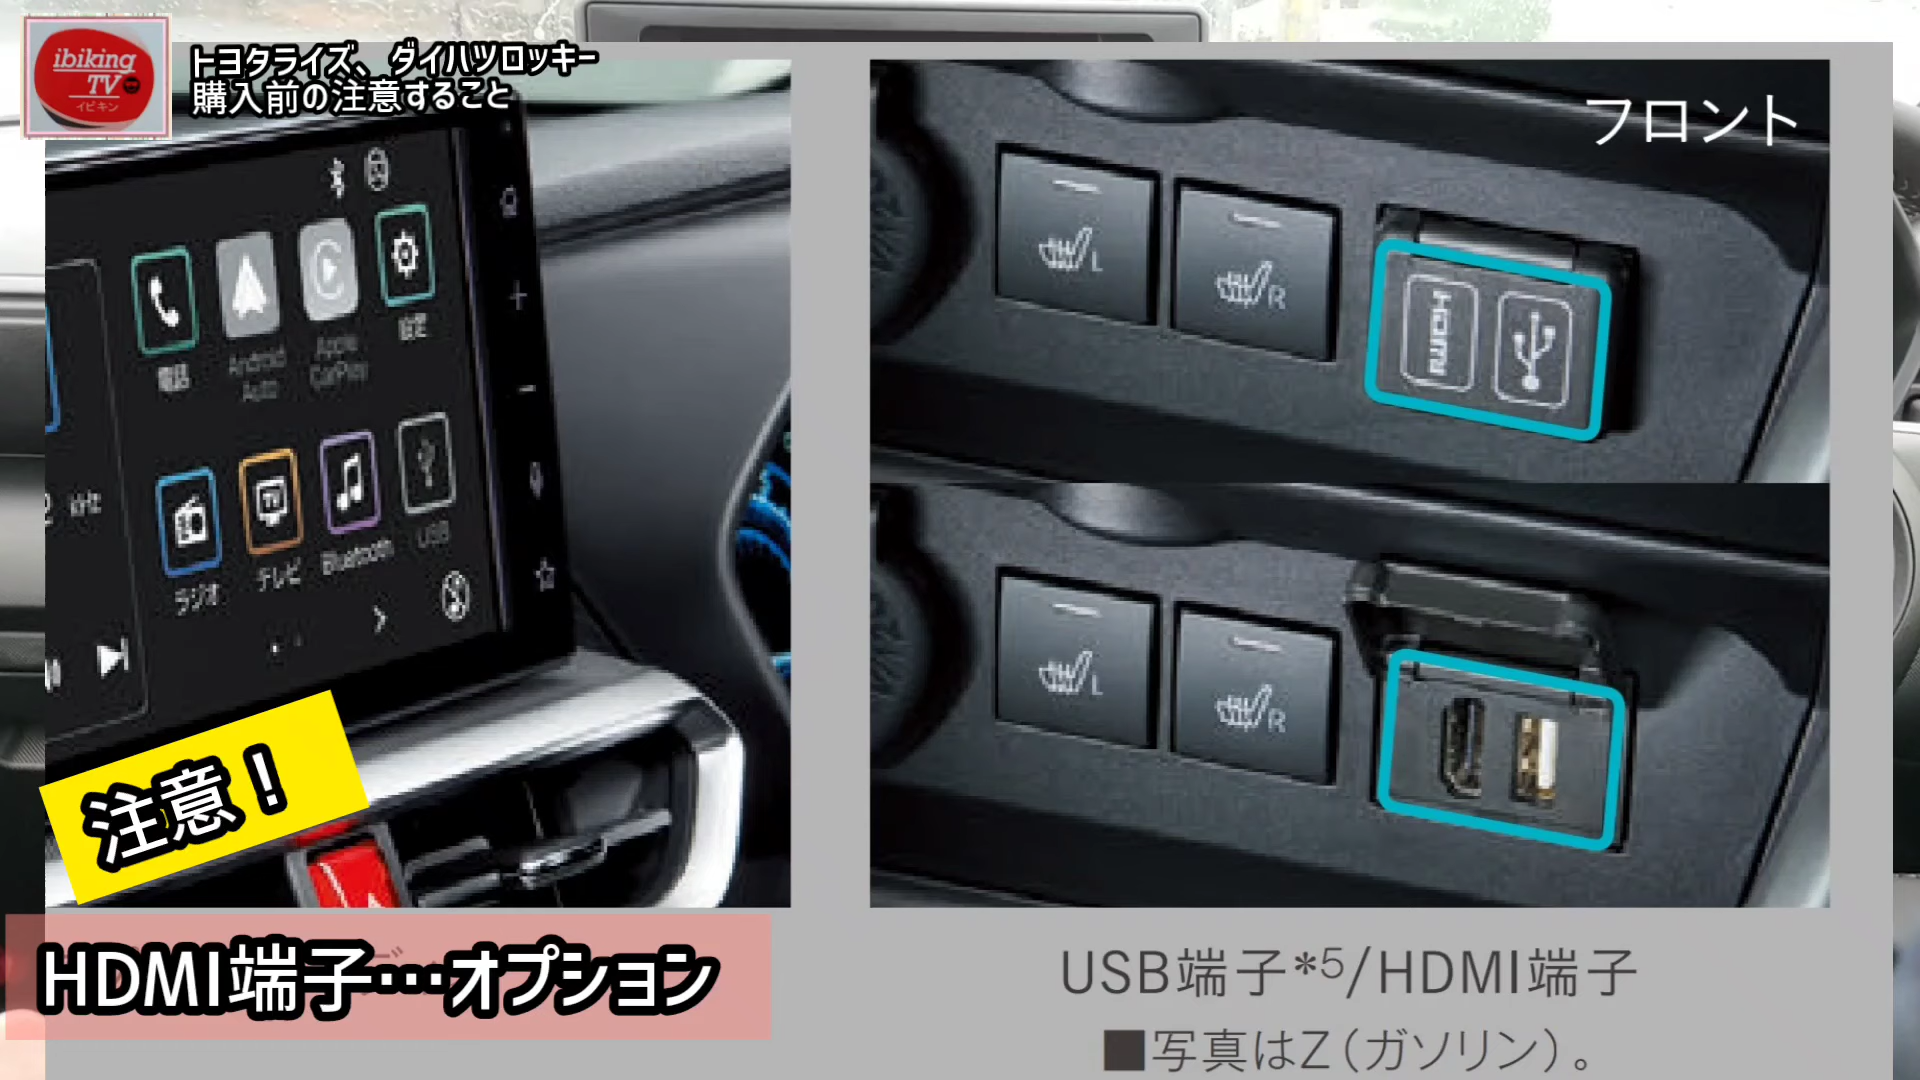 ibiking
TV
イビキン
トヨタライズ、ダイハツロッキー
購入前の注意すること
フロント
電話
Android
Auto
Apple
CarPlay
設定
kHz
ラジオ
テレビ
TV
Bluetooth
USB
L
R
HDMI
L
R
注意！
HDMI端子…オプション
USB端子*5/HDMI端子
■写真はZ（ガソリン）。